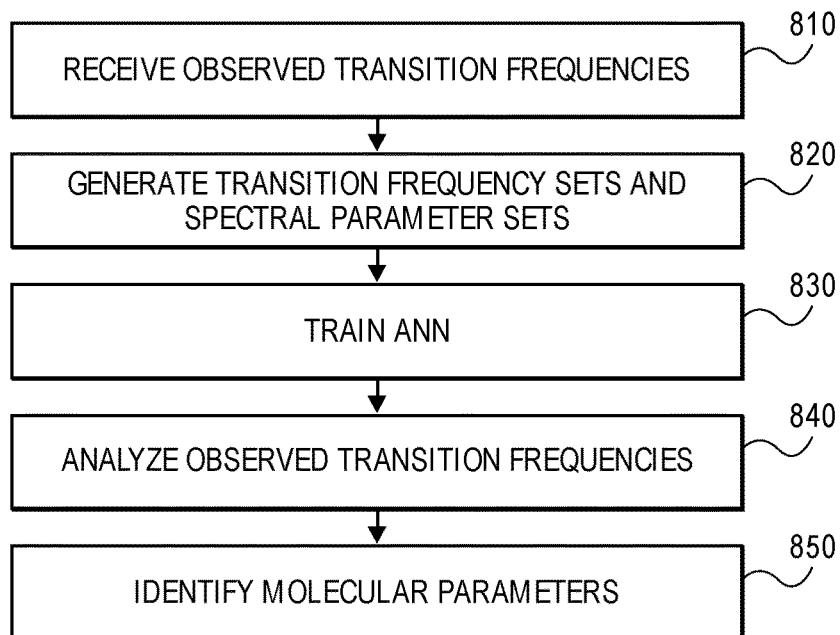 810
RECEIVE OBSERVED TRANSITION FREQUENCIES
820
GENERATE TRANSITION FREQUENCY SETS AND
SPECTRAL PARAMETER SETS
830
TRAIN ANN
840
ANALYZE OBSERVED TRANSITION FREQUENCIES
850
IDENTIFY MOLECULAR PARAMETERS